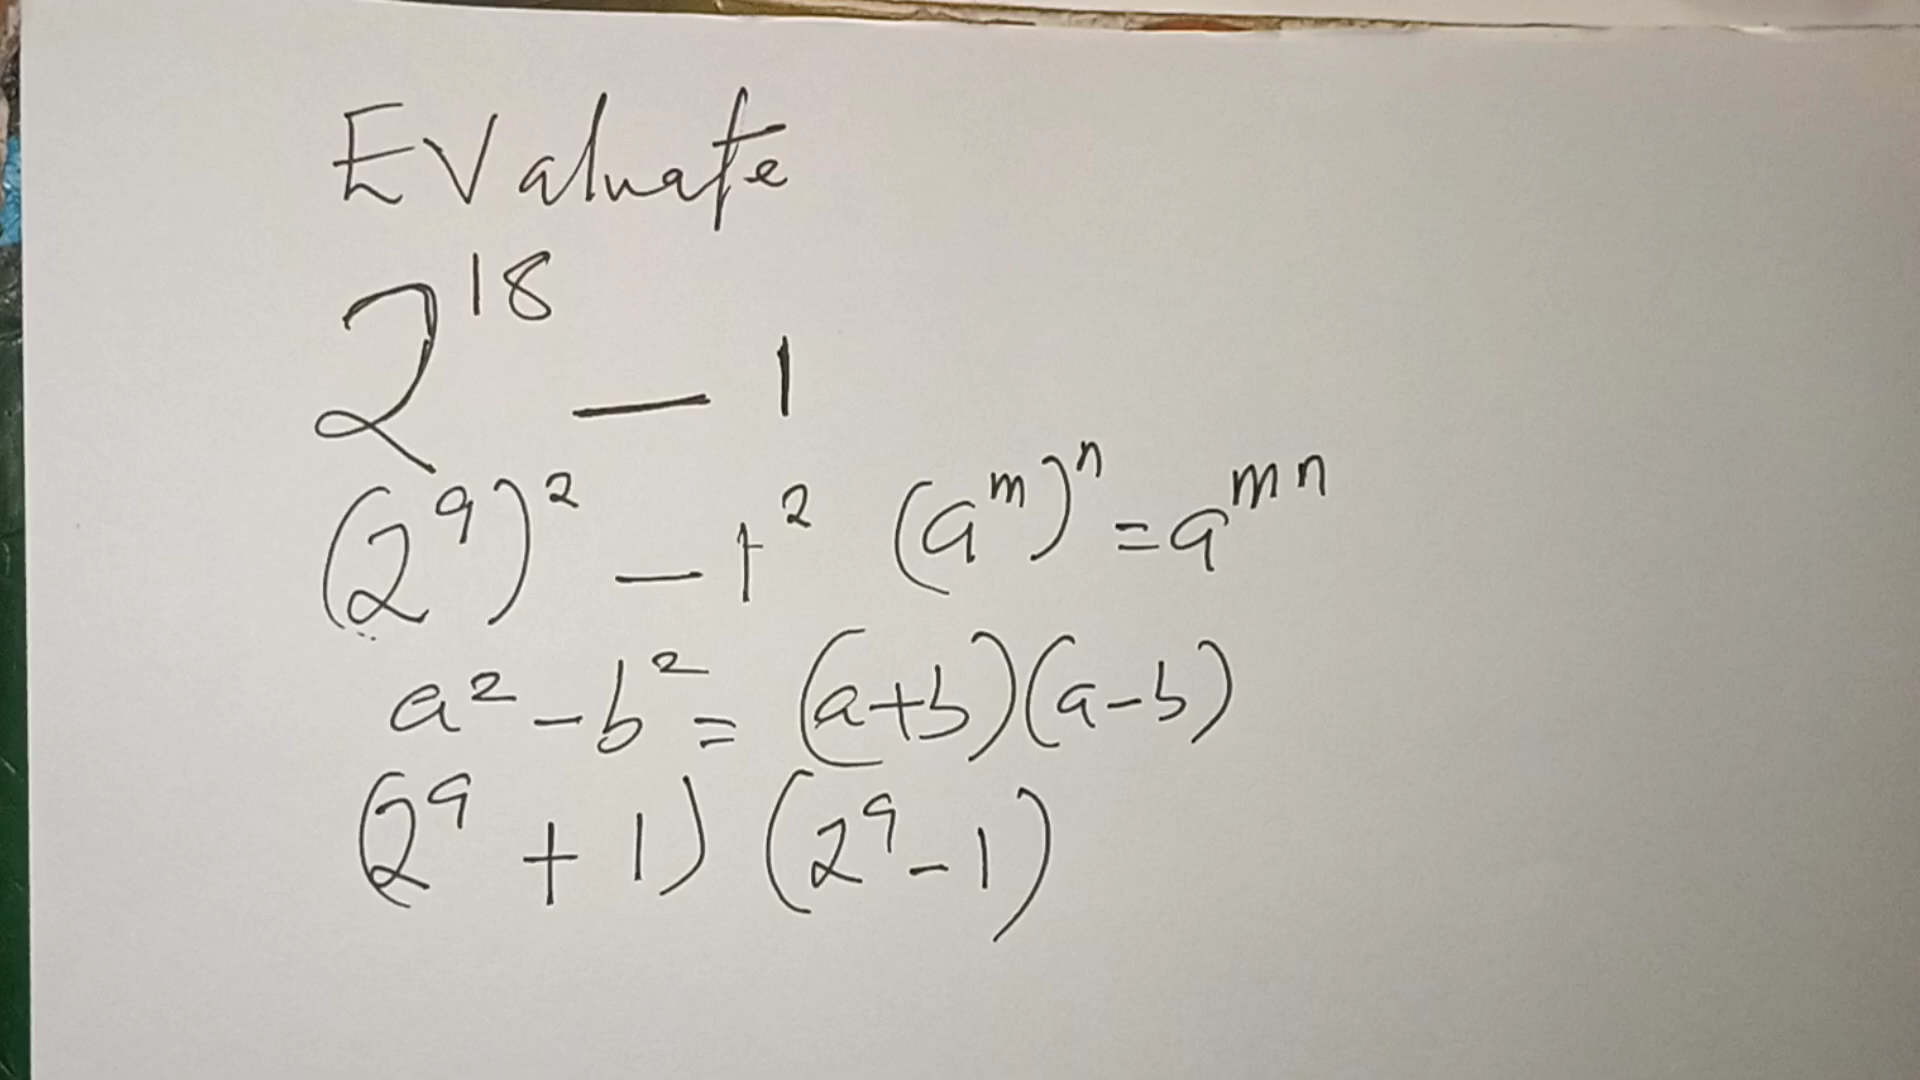 EValuate
2^18 - 1
(2^9)^2 - 1^2 (a^m)^n = a^mn
a^2 - b^2 = (a+b)(a-b)
(2^9 + 1) (2^9 - 1)